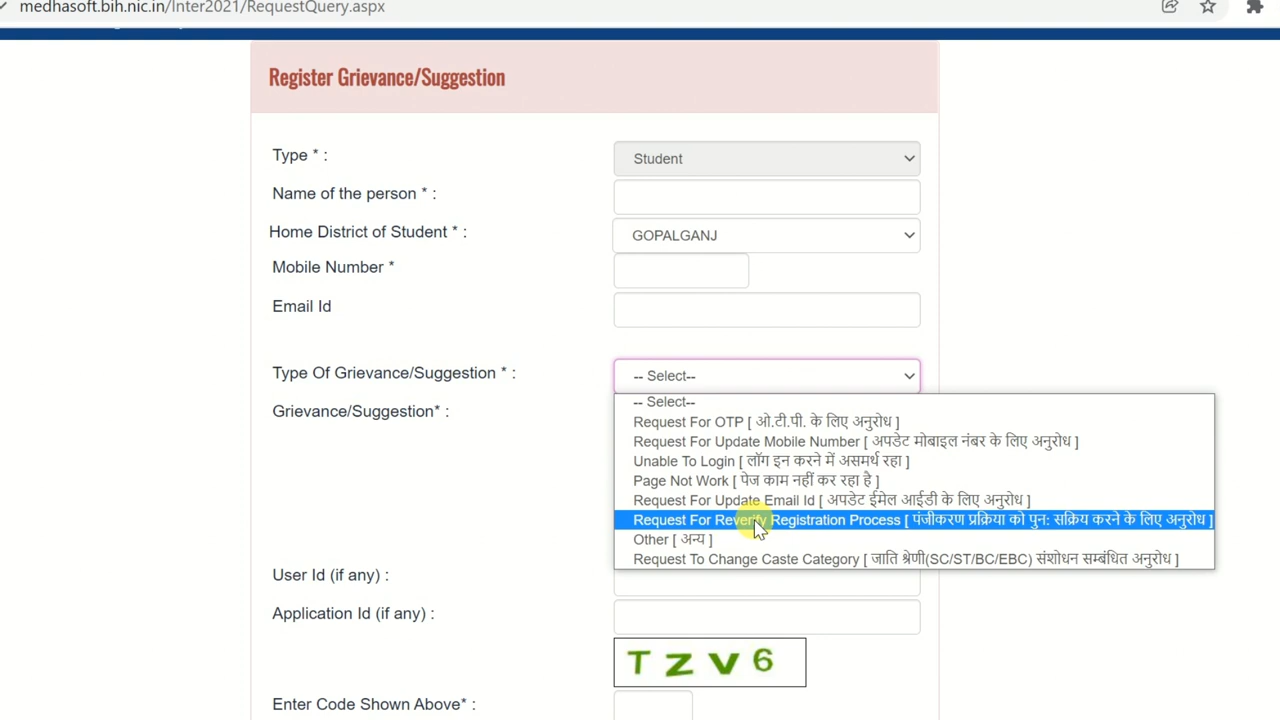 medhasoft.bih.nic.in/Inter2021/RequestQuery.aspx
Register Grievance/Suggestion
Type * :
Student
Name of the person * :
Home District of Student * :
GOPALGANJ
Mobile Number *
Email Id
Type Of Grievance/Suggestion * :
-- Select--
Grievance/Suggestion* :
-- Select--
Request For OTP [ ओ.टी.पी. के लिए अनुरोध ]
Request For Update Mobile Number [ अपडेट मोबाइल नंबर के लिए अनुरोध ]
Unable To Login [ लॉग इन करने में असमर्थ रहा ]
Page Not Work [ पेज काम नहीं कर रहा है ]
Request For Update Email Id [ अपडेट ईमेल आईडी के लिए अनुरोध ]
Request For Reverify Registration Process [ पंजीकरण प्रक्रिया को पुन: सक्रिय करने के लिए अनुरोध ]
Other [ अन्य ]
Request To Change Caste Category [ जाति श्रेणी(SC/ST/BC/EBC) संशोधन सम्बंधित अनुरोध ]
User Id (if any) :
Application Id (if any) :
T Z V 6
Enter Code Shown Above* :